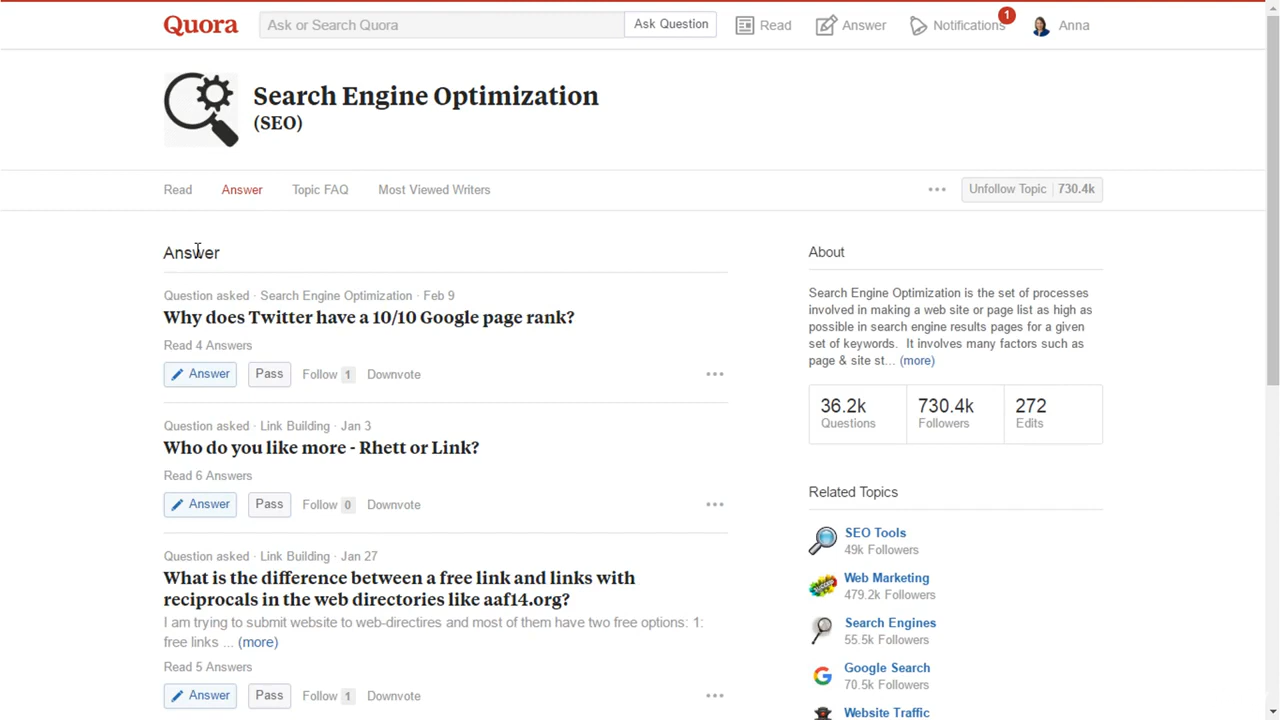 Quora
Ask or Search Quora
Ask Question
Read
Answer
Notifications
1
Anna
Search Engine Optimization
(SEO)
Read
Answer
Topic FAQ
Most Viewed Writers
Unfollow Topic 730.4k
Answer
Question asked · Search Engine Optimization · Feb 9
Why does Twitter have a 10/10 Google page rank?
Read 4 Answers
Answer Pass Follow 1 Downvote
Question asked · Link Building · Jan 3
Who do you like more - Rhett or Link?
Read 6 Answers
Answer Pass Follow 0 Downvote
Question asked · Link Building · Jan 27
What is the difference between a free link and links with
reciprocals in the web directories like aaf14.org?
I am trying to submit website to web-directires and most of them have two free options: 1:
free links ... (more)
Read 5 Answers
Answer Pass Follow 1 Downvote
About
Search Engine Optimization is the set of processes
involved in making a web site or page list as high as
possible in search engine results pages for a given
set of keywords.  It involves many factors such as
page & site st... (more)
36.2k 730.4k 272
Questions Followers Edits
Related Topics
SEO Tools
49k Followers
Web Marketing
479.2k Followers
Search Engines
55.5k Followers
Google Search
70.5k Followers
Website Traffic